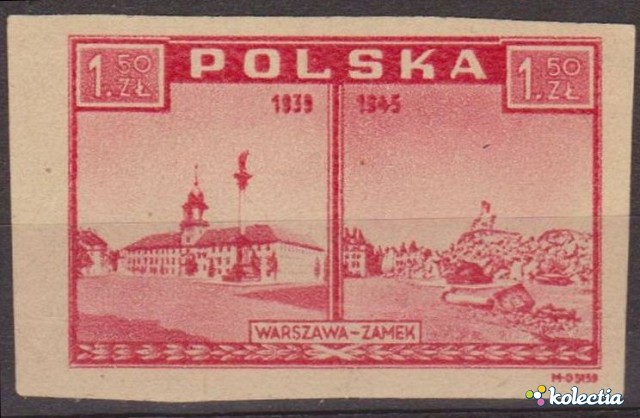 1.50 ZŁ POLSKA 1.50 ZŁ
1939 1945
WARSZAWA-ZAMEK
kolectia